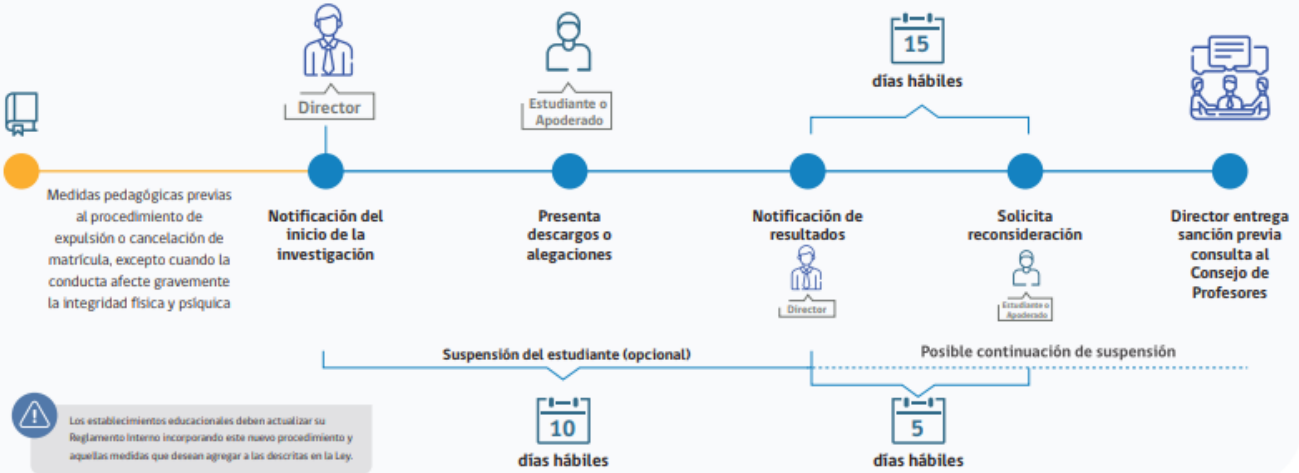 15
días hábiles
Director
Estudiante o
Apoderado
Medidas pedagógicas previas
al procedimiento de
expulsión o cancelación de
matrícula, excepto cuando la
conducta afecte gravemente
la integridad física y psíquica
Notificación del
inicio de la
investigación
Presenta
descargos o
alegaciones
Notificación de
resultados
Director
Solicita
reconsideración
Estudiante o
Apoderado
Director entrega
sanción previa
consulta al
Consejo de
Profesores
Suspensión del estudiante (opcional)
Posible continuación de suspensión
10
días hábiles
5
días hábiles
Los establecimientos educacionales deben actualizar su
Reglamento Interno incorporando este nuevo procedimiento y
aquellas medidas que desean agregar a las descritas en la Ley.